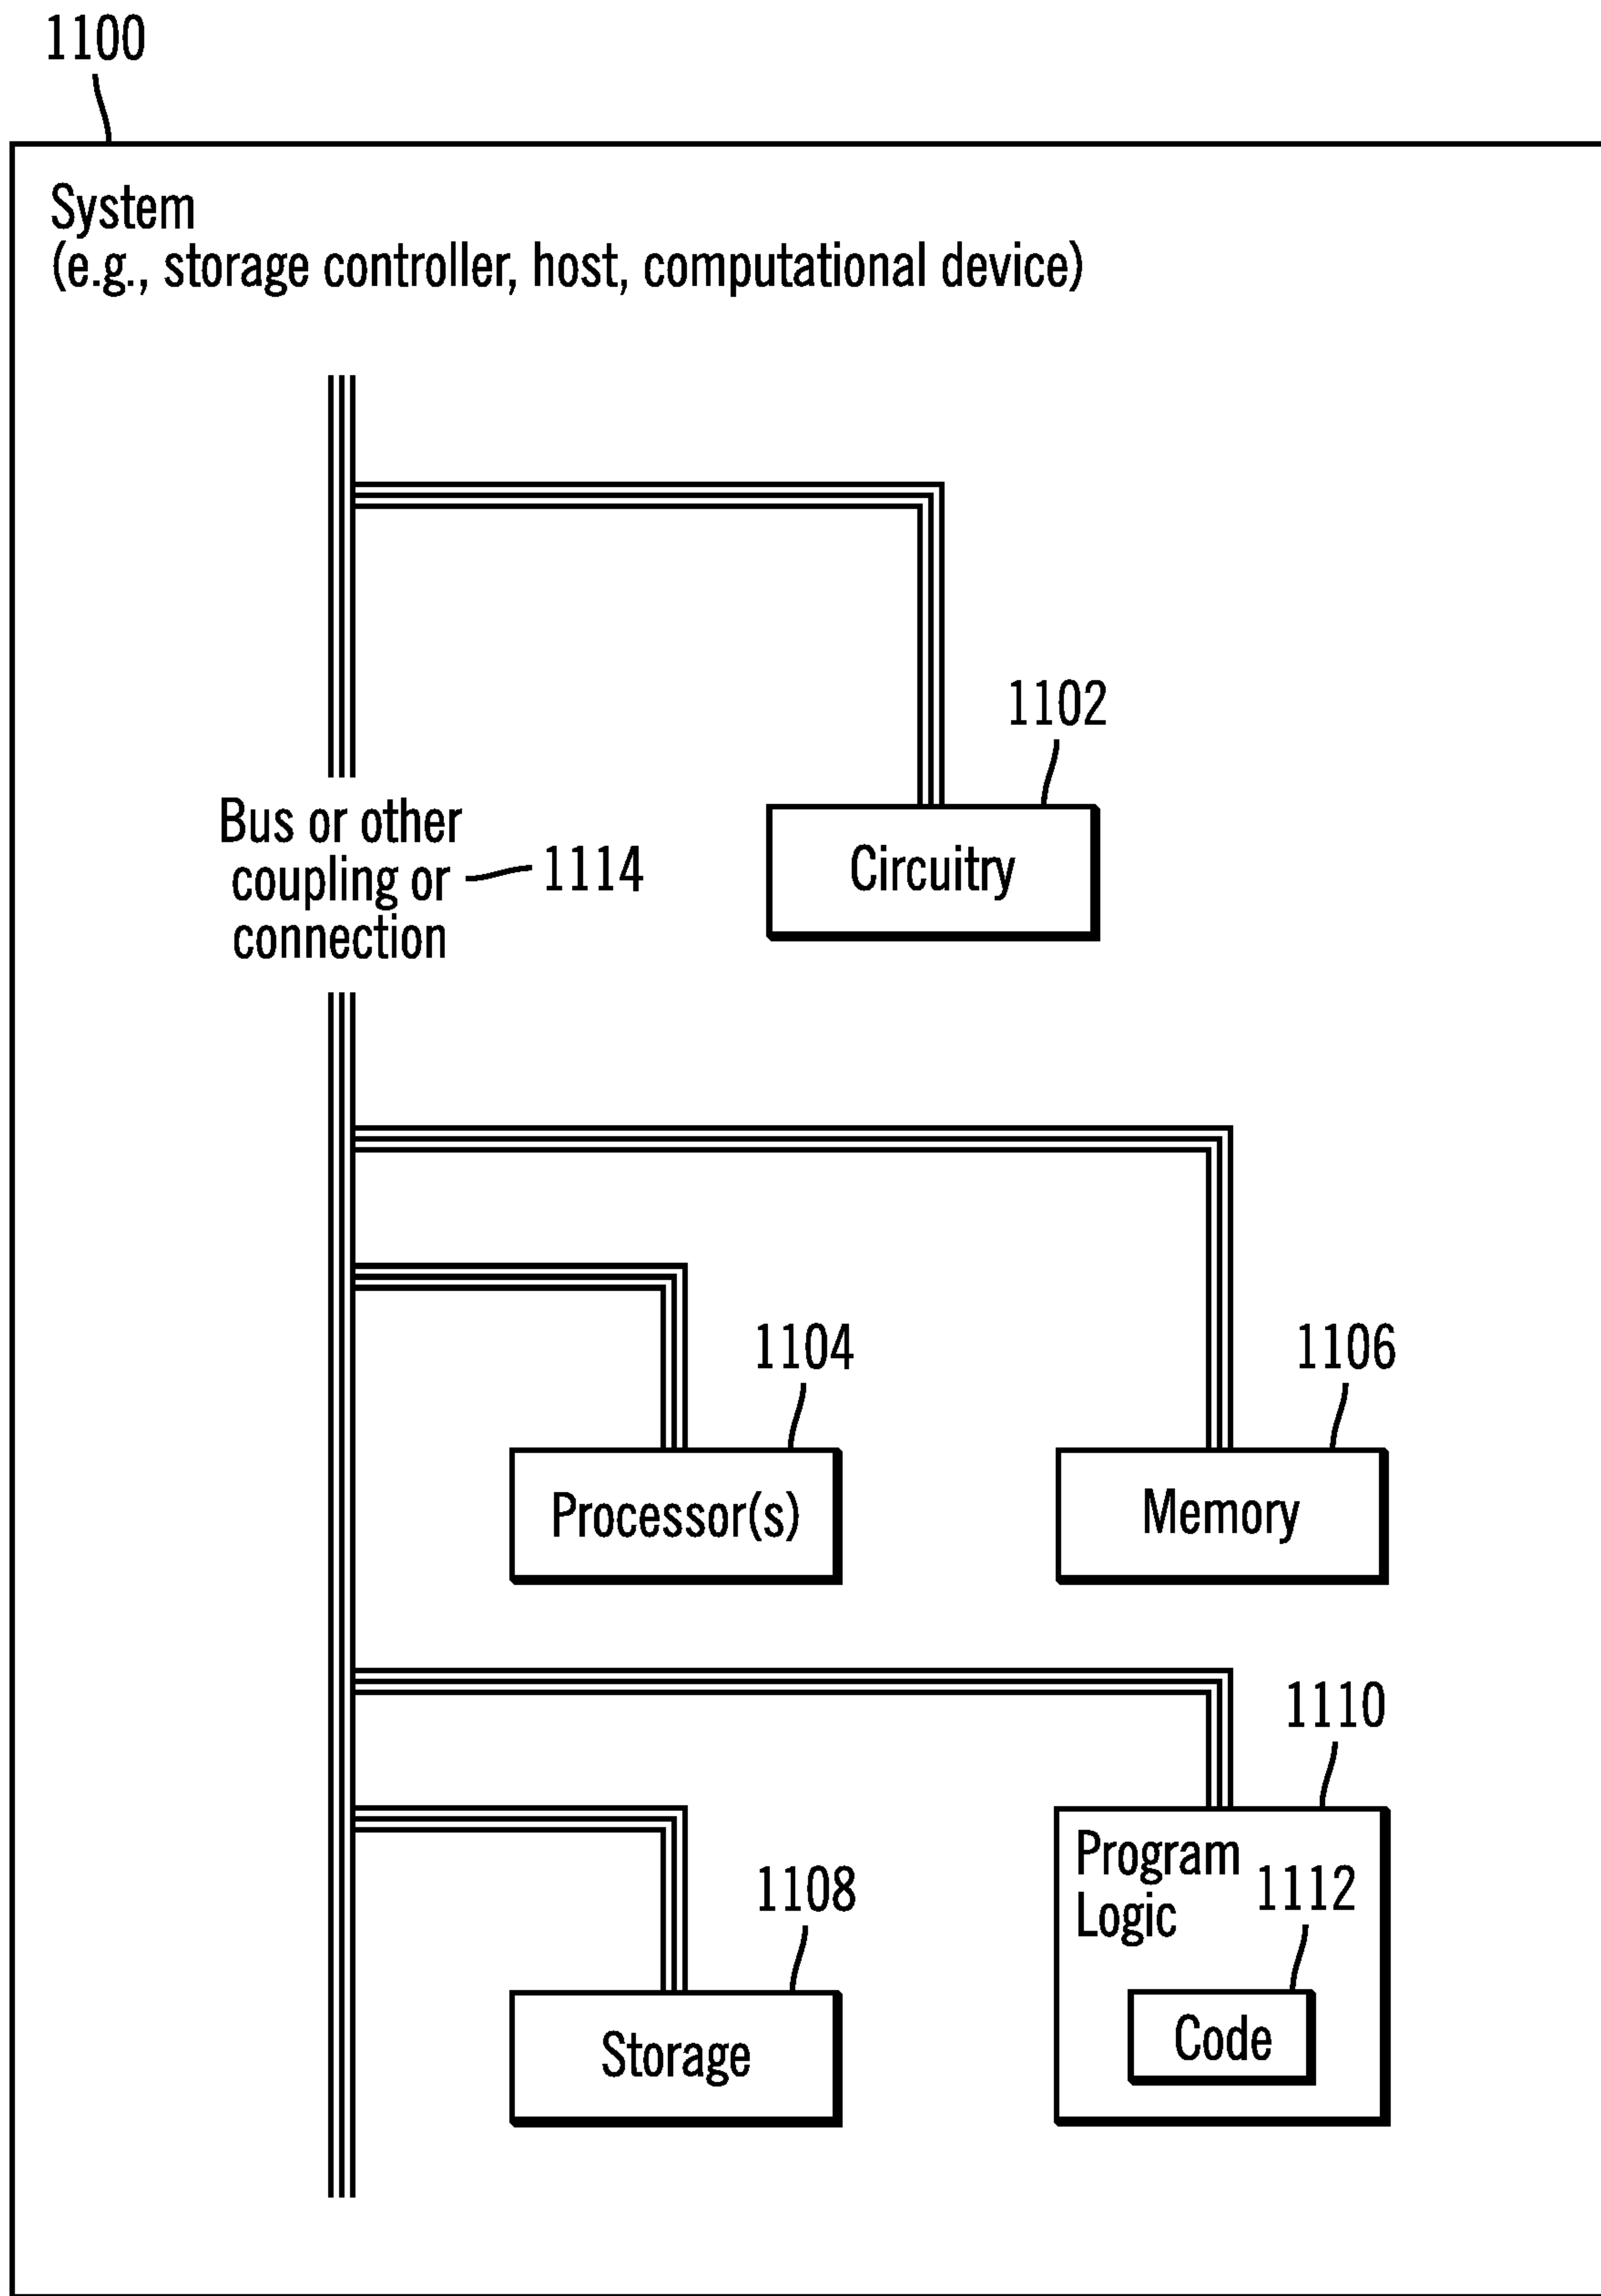 1100
System
(e.g., storage controller, host, computational device)
1102
Bus or other
coupling or
connection
1114
Circuitry
1104
1106
Processor(s)
Memory
1110
Program
Logic
1108
1112
Storage
Code